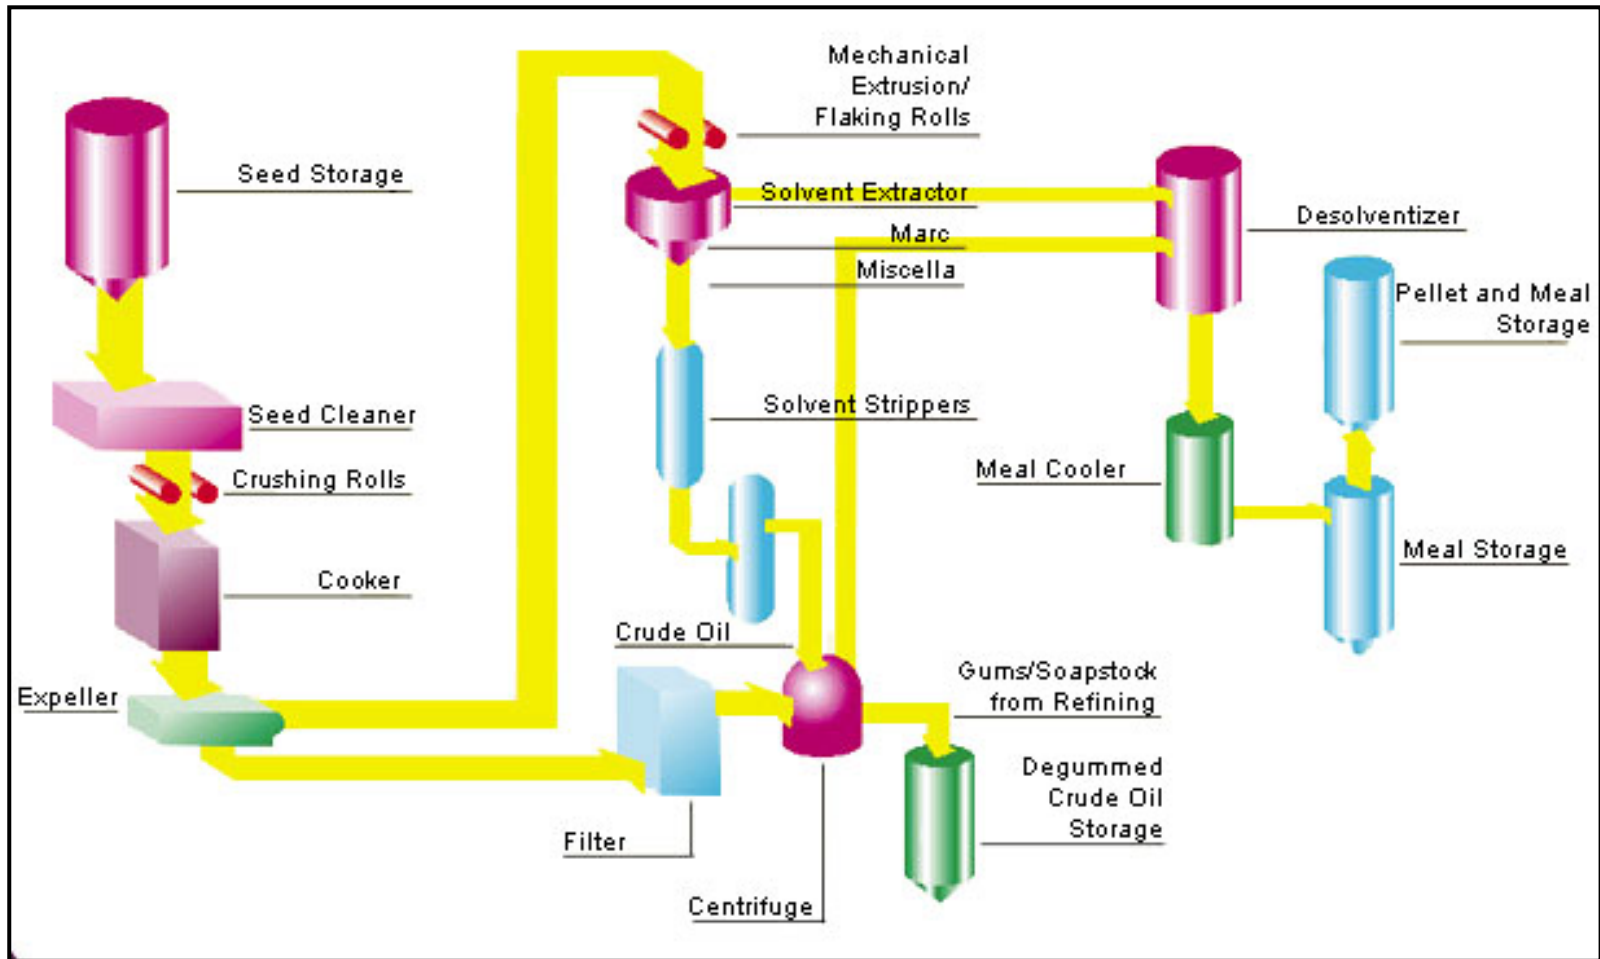 Mechanical
Extrusion/
Flaking Rolls
Seed Storage
Solvent Extractor
Marc
Miscella
Desolventizer
Pellet and Meal
Storage
Seed Cleaner
Crushing Rolls
Solvent Strippers
Meal Cooler
Meal Storage
Cooker
Crude Oil
Expeller
Gums/Soapstock
from Refining
Degummed
Crude Oil
Storage
Filter
Centrifuge